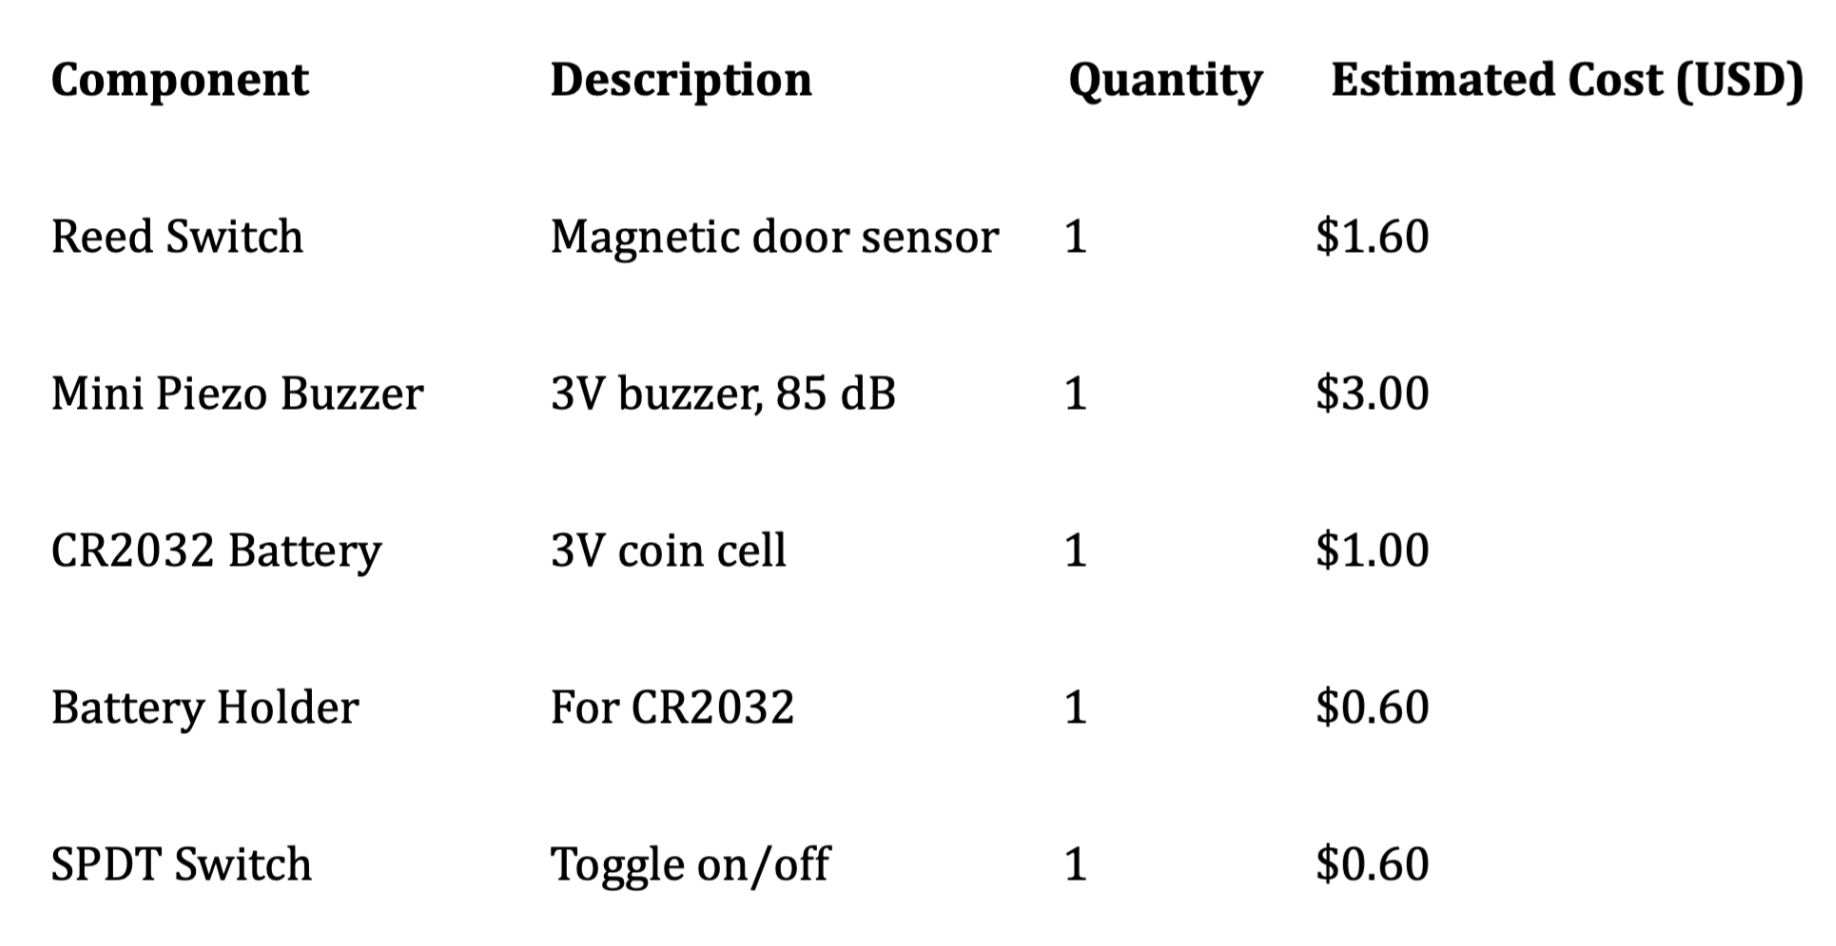 Component Description Quantity Estimated Cost (USD)
Reed Switch Magnetic door sensor 1 $1.60
Mini Piezo Buzzer 3V buzzer, 85 dB 1 $3.00
CR2032 Battery 3V coin cell 1 $1.00
Battery Holder For CR2032 1 $0.60
SPDT Switch Toggle on/off 1 $0.60